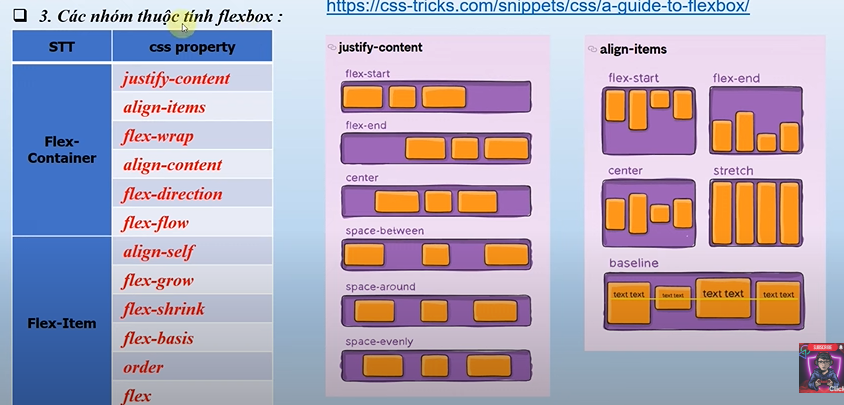 3. Các nhóm thuộc tính flexbox :
https://css-tricks.com/snippets/css/a-guide-to-flexbox/
STT
css property
Flex-
Container
justify-content
align-items
flex-wrap
align-content
flex-direction
flex-flow
Flex-Item
align-self
flex-grow
flex-shrink
flex-basis
order
flex
justify-content
flex-start
flex-end
center
space-between
space-around
space-evenly
align-items
flex-start
flex-end
center
stretch
baseline
text text
text text
text text
text text